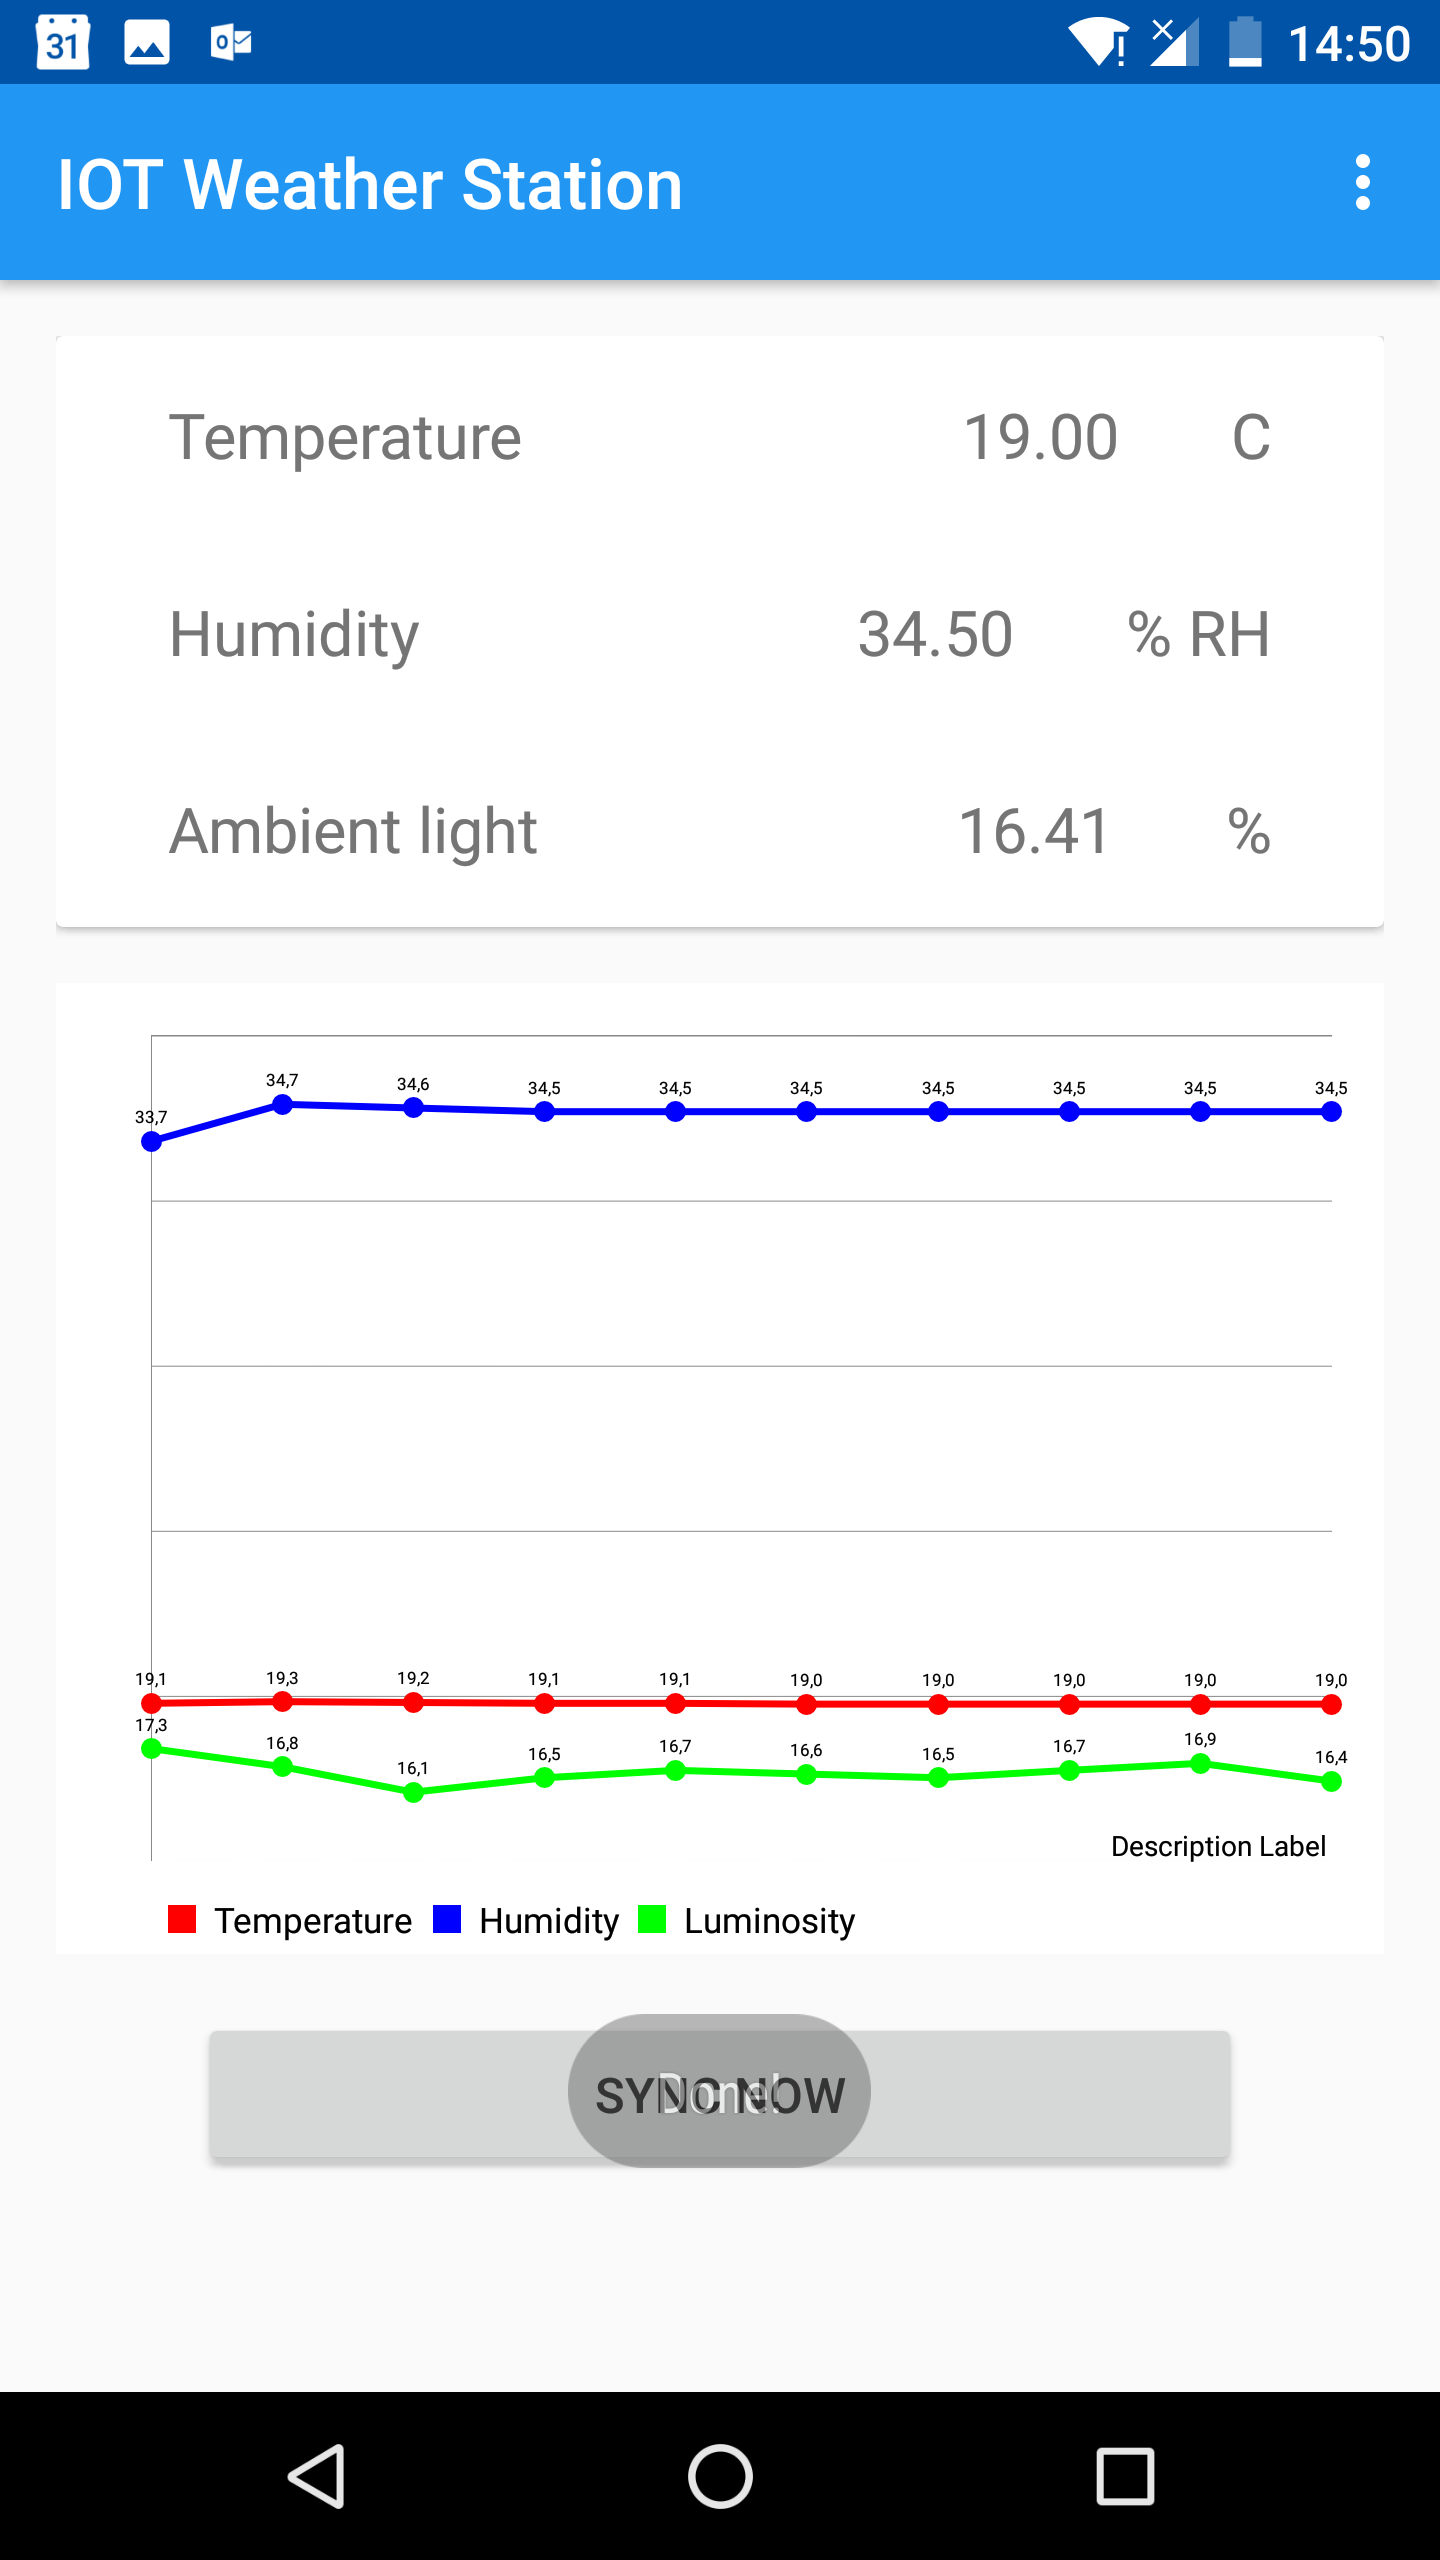 31 14:50
IOT Weather Station
Temperature 19.00 C
Humidity 34.50 % RH
Ambient light 16.41 %
33,7 34,7 34,6 34,5 34,5 34,5 34,5 34,5 34,5 34,5
19,1 19,3 19,2 19,1 19,1 19,0 19,0 19,0 19,0 19,0
17,3 16,8 16,1 16,5 16,7 16,6 16,5 16,7 16,9 16,4
Description Label
Temperature Humidity Luminosity
SYNC NOW
Done!